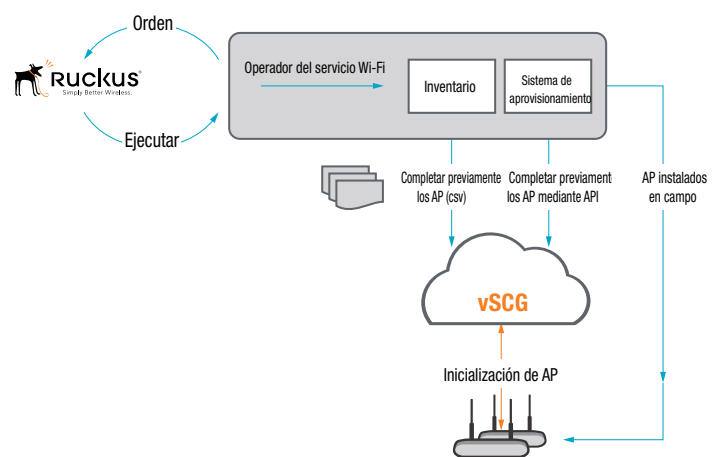 Orden
Ruckus
Simply Better Wireless.
Ejecutar
Operador del servicio Wi-Fi
Inventario
Sistema de
aprovisionamiento
Completar previamente
los AP (csv)
Completar previament
los AP mediante API
AP instalados
en campo
vSCG
Inicialización de AP